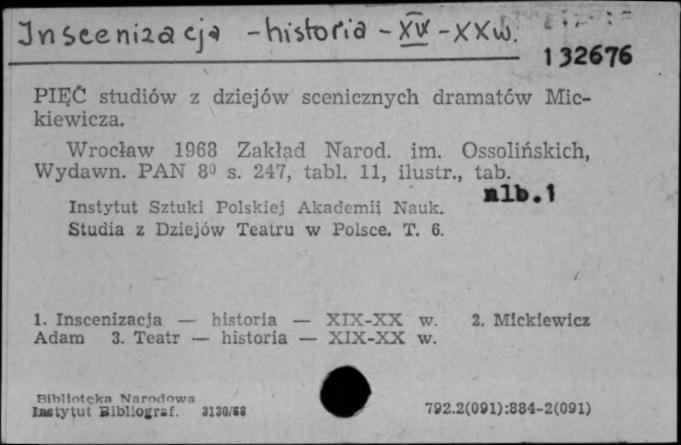 Inscenizacja - historia - XIX - XX w.
132676
PIĘĆ studiów z dziejów scenicznych dramatów Mic-
kiewicza.
Wrocław 1968 Zakład Narod. im. Ossolińskich,
Wydawn. PAN 8⁰ s. 247, tabl. 11, ilustr., tab.
nlb.1
Instytut Sztuki Polskiej Akademii Nauk.
Studia z Dziejów Teatru w Polsce. T. 6.
1. Inscenizacja — historia — XIX-XX w. 2. Mickiewicz
Adam 3. Teatr — historia — XIX-XX w.
Biblioteka Narodowa
Instytut Bibliograf. 3130/68
792.2(091):884-2(091)